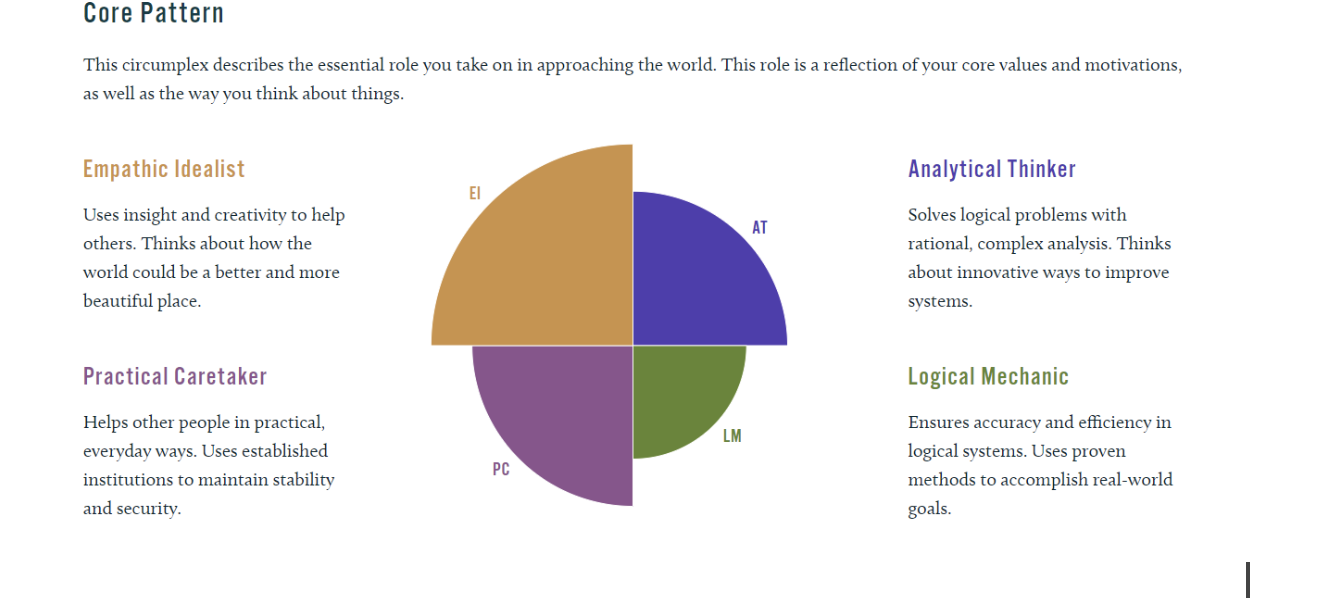 Core Pattern
This circumplex describes the essential role you take on in approaching the world. This role is a reflection of your core values and motivations,
as well as the way you think about things.
Empathic Idealist
Uses insight and creativity to help
others. Thinks about how the
world could be a better and more
beautiful place.
Practical Caretaker
Helps other people in practical,
everyday ways. Uses established
institutions to maintain stability
and security.
EI
AT
PC
LM
Analytical Thinker
Solves logical problems with
rational, complex analysis. Thinks
about innovative ways to improve
systems.
Logical Mechanic
Ensures accuracy and efficiency in
logical systems. Uses proven
methods to accomplish real-world
goals.